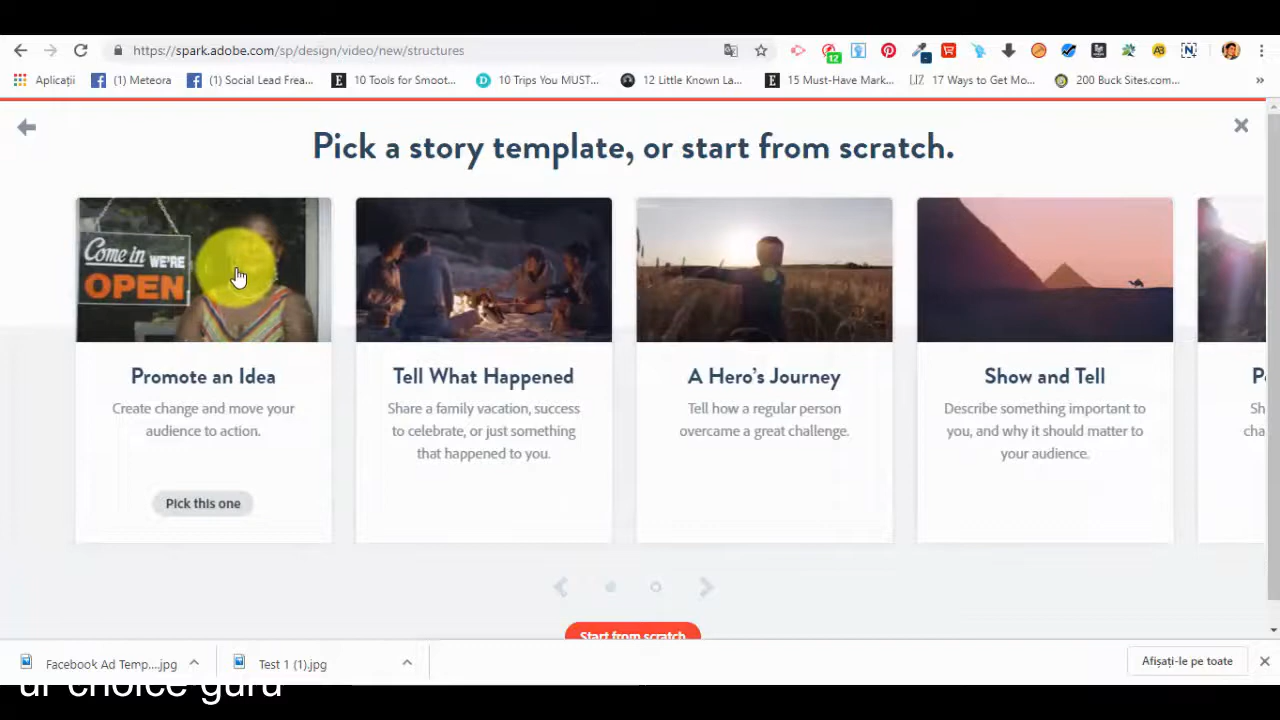 https://spark.adobe.com/sp/design/video/new/structures
12
Aplicații
(1) Meteora
(1) Social Lead Frea...
10 Tools for Smoot...
10 Trips You MUST...
12 Little Known La...
15 Must-Have Mark...
17 Ways to Get Mo...
200 Buck Sites.com...
»
Pick a story template, or start from scratch.
Come in WE'RE
OPEN
Promote an Idea
Create change and move your
audience to action.
Pick this one
Tell What Happened
Share a family vacation, success
to celebrate, or just something
that happened to you.
A Hero's Journey
Tell how a regular person
overcame a great challenge.
Show and Tell
Describe something important to
you, and why it should matter to
your audience.
Start from scratch
Facebook Ad Temp....jpg
Test 1 (1).jpg
Afișați-le pe toate
ur choice guru